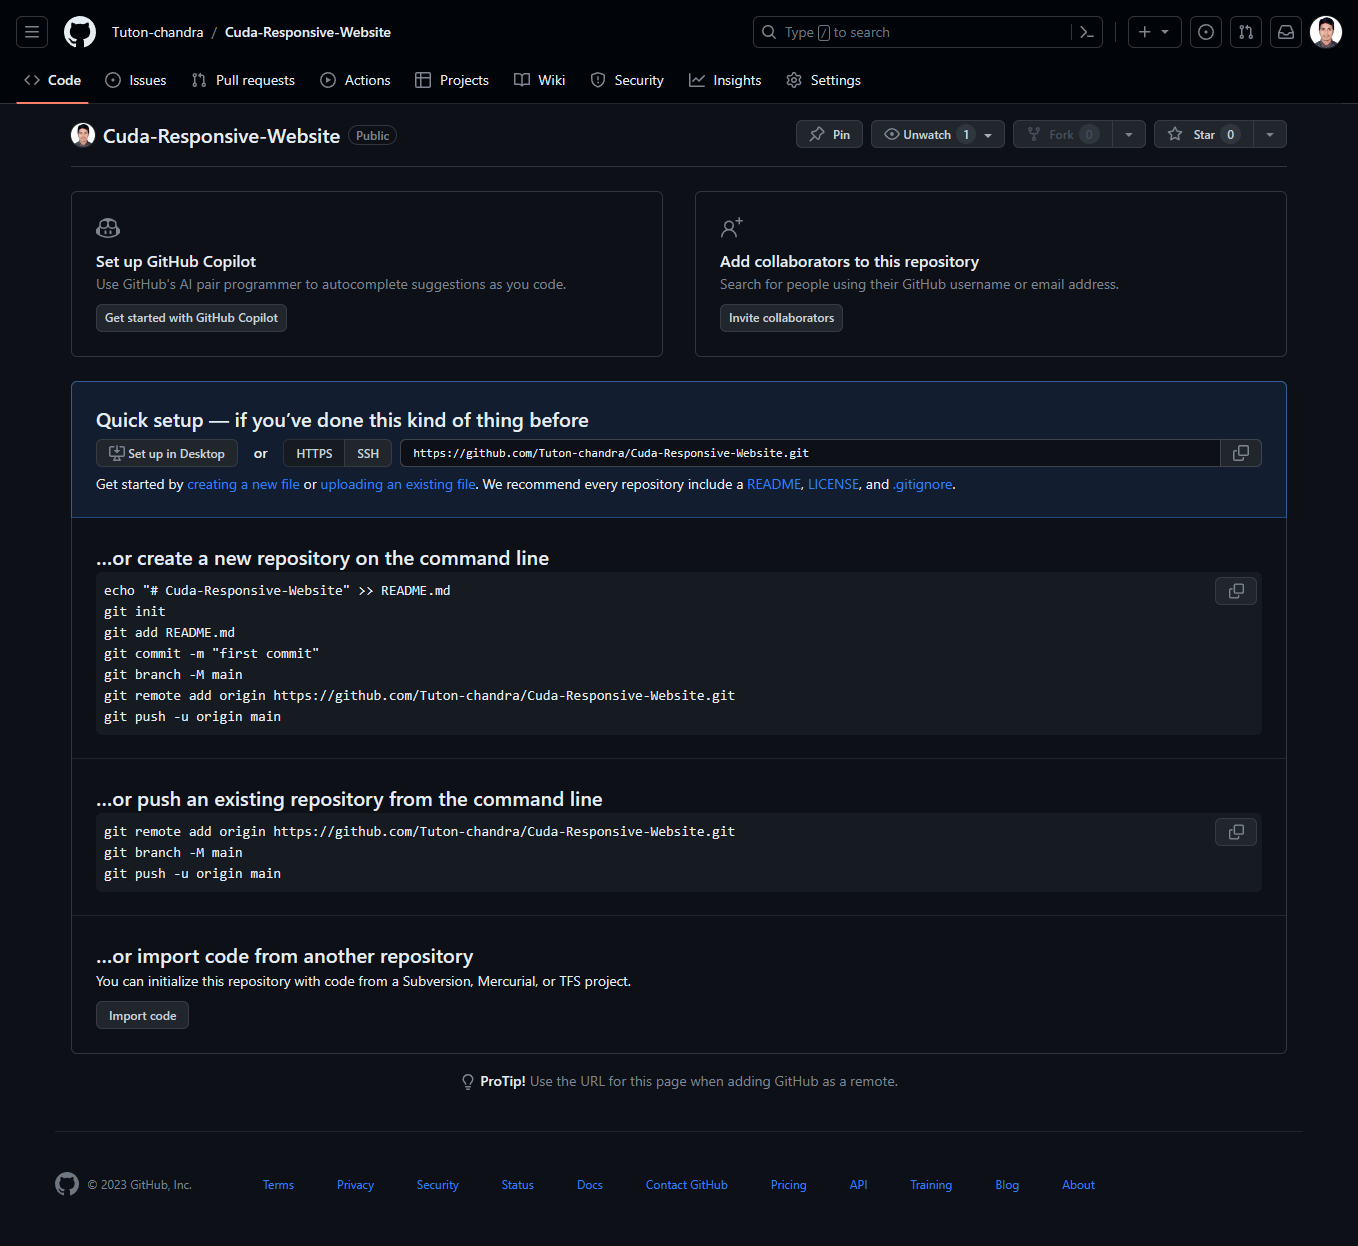 Tuton-chandra / Cuda-Responsive-Website
Type / to search
Code Issues Pull requests Actions Projects Wiki Security Insights Settings
Cuda-Responsive-Website Public
Pin Unwatch 1 Fork 0 Star 0
Set up GitHub Copilot
Use GitHub's AI pair programmer to autocomplete suggestions as you code.
Get started with GitHub Copilot
Add collaborators to this repository
Search for people using their GitHub username or email address.
Invite collaborators
Quick setup — if you’ve done this kind of thing before
Set up in Desktop or HTTPS SSH https://github.com/Tuton-chandra/Cuda-Responsive-Website.git
Get started by creating a new file or uploading an existing file. We recommend every repository include a README, LICENSE, and .gitignore.
…or create a new repository on the command line
echo "# Cuda-Responsive-Website" >> README.md
git init
git add README.md
git commit -m "first commit"
git branch -M main
git remote add origin https://github.com/Tuton-chandra/Cuda-Responsive-Website.git
git push -u origin main
…or push an existing repository from the command line
git remote add origin https://github.com/Tuton-chandra/Cuda-Responsive-Website.git
git branch -M main
git push -u origin main
…or import code from another repository
You can initialize this repository with code from a Subversion, Mercurial, or TFS project.
Import code
ProTip! Use the URL for this page when adding GitHub as a remote.
© 2023 GitHub, Inc. Terms Privacy Security Status Docs Contact GitHub Pricing API Training Blog About